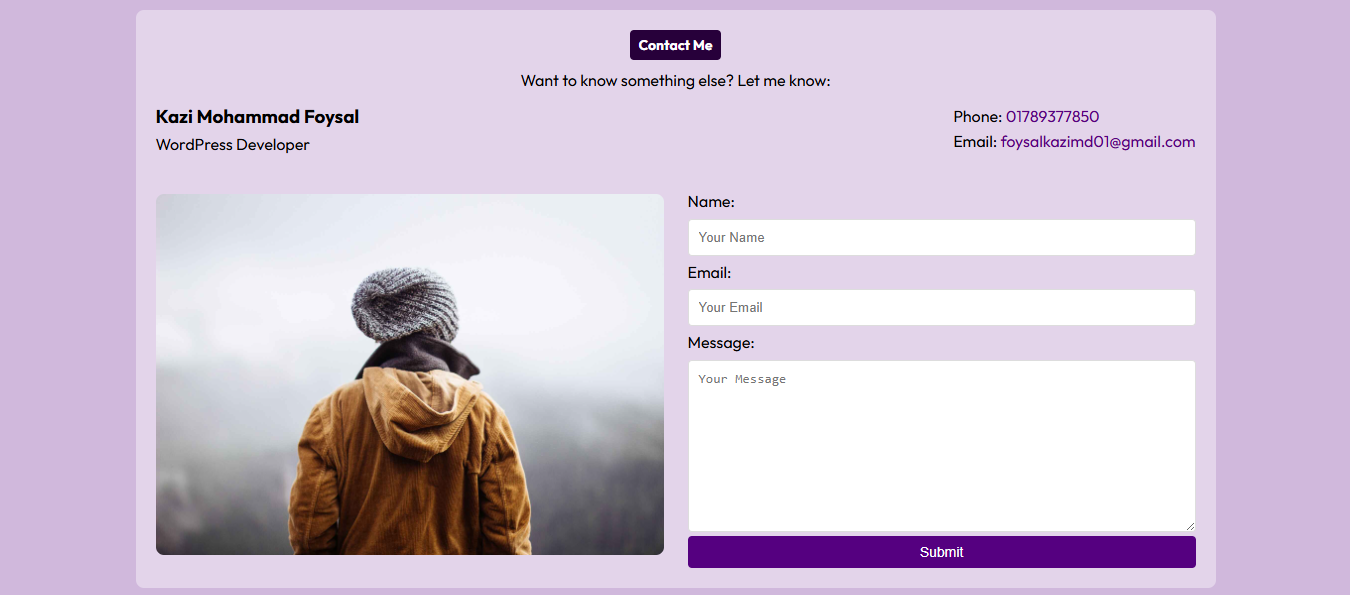 Contact Me
Want to know something else? Let me know:
Kazi Mohammad Foysal
WordPress Developer
Phone: 01789377850
Email: foysalkazimd01@gmail.com
Name:
Your Name
Email:
Your Email
Message:
Your Message
Submit